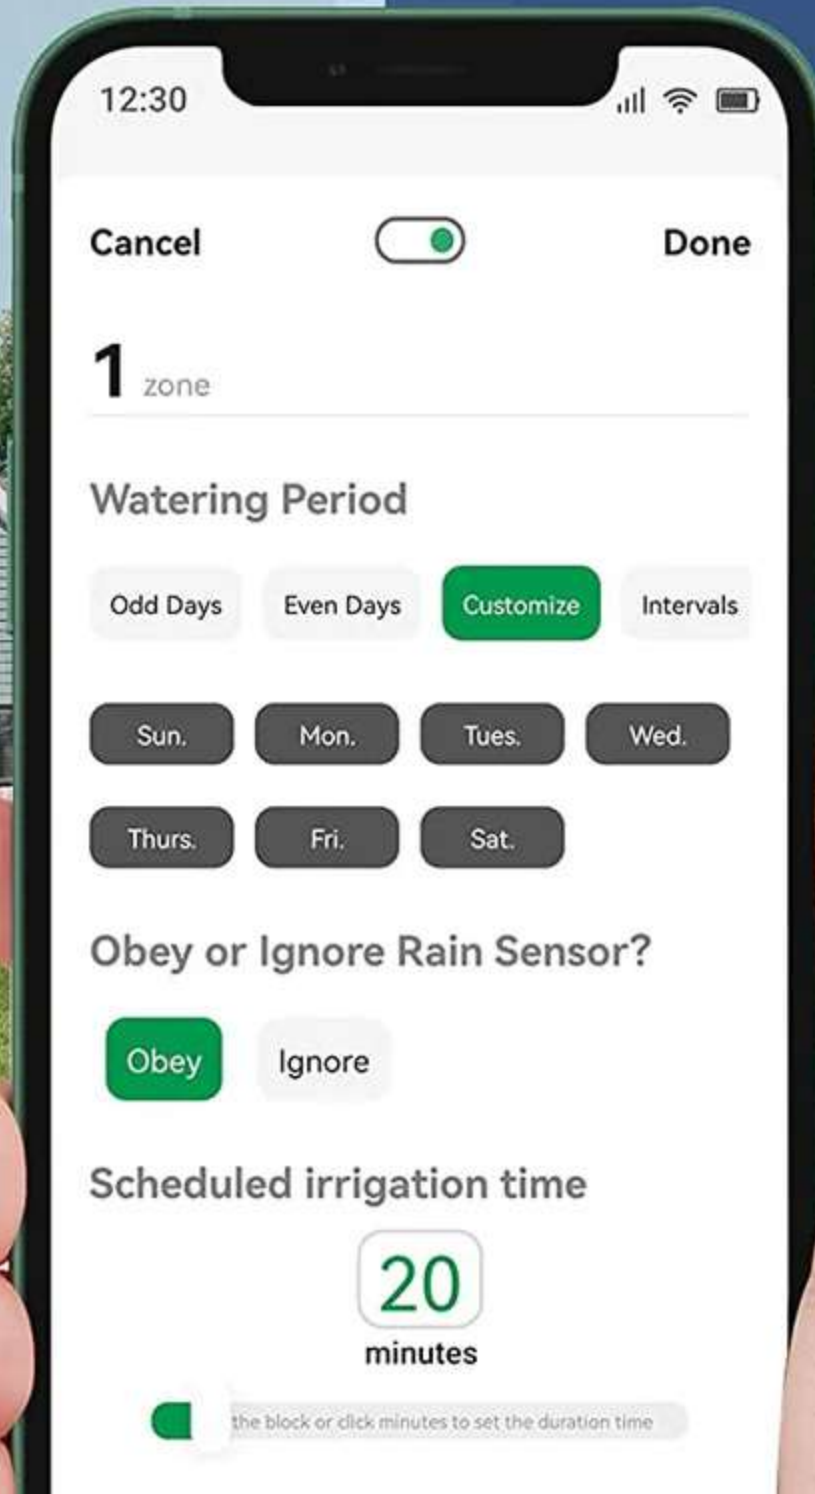 12:30
Cancel Done
1 zone
Watering Period
Odd Days Even Days Customize Intervals
Sun. Mon. Tues. Wed.
Thurs. Fri. Sat.
Obey or Ignore Rain Sensor?
Obey Ignore
Scheduled irrigation time
20
minutes
the block or click minutes to set the duration time